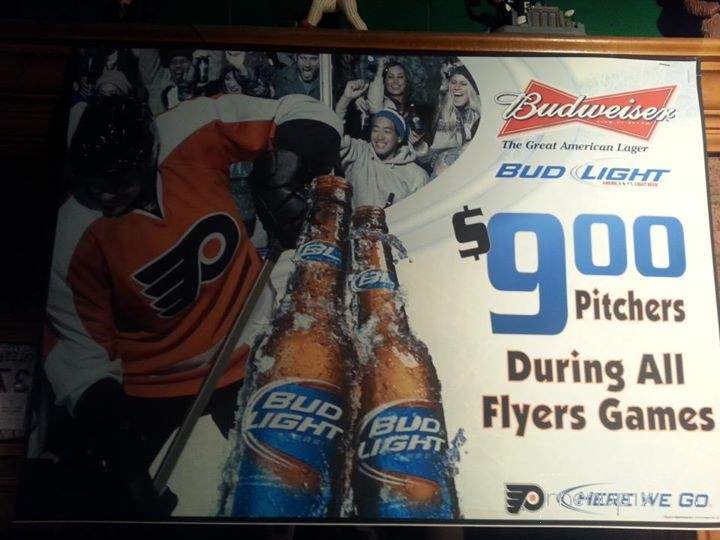 Budweiser
The Great American Lager
BUD LIGHT
$9.00
Pitchers
During All
Flyers Games
BUD LIGHT
BUD LIGHT
HERE WE GO